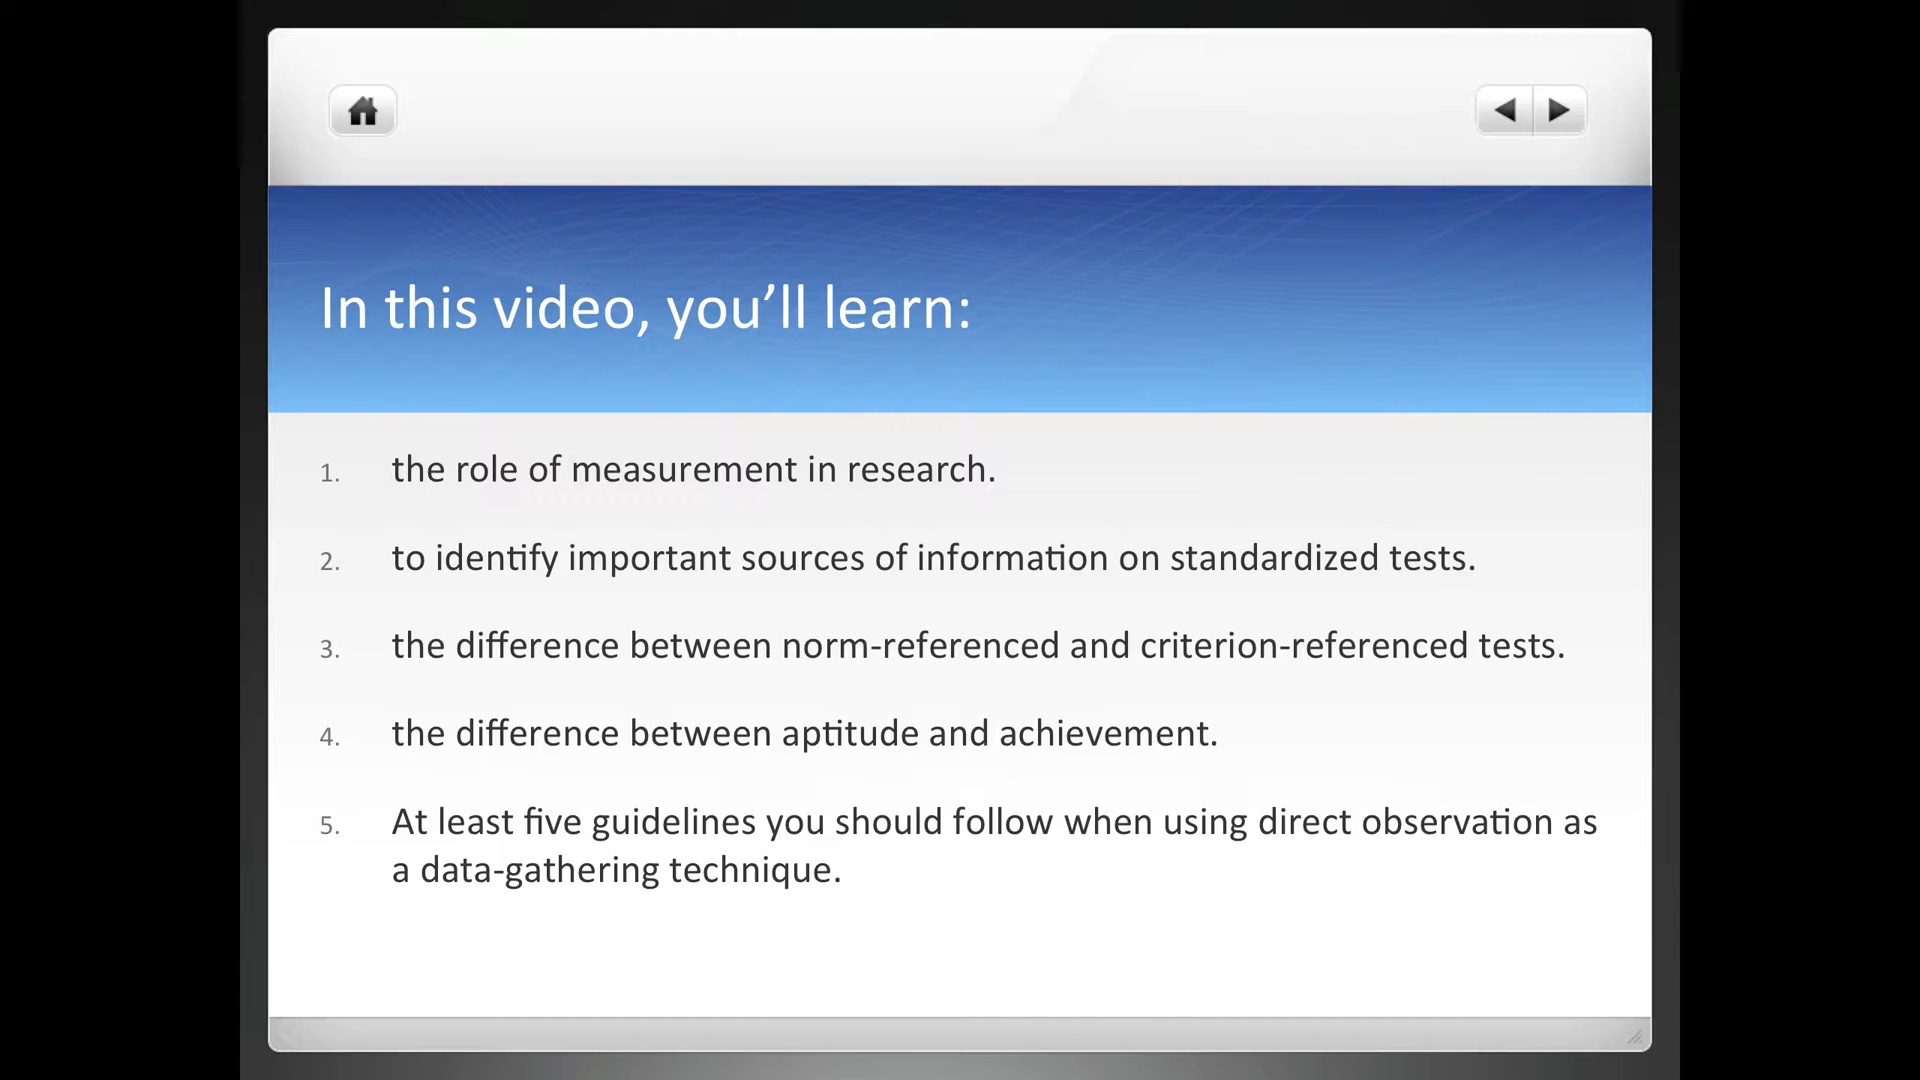 In this video, you’ll learn:
1. the role of measurement in research.
2. to identify important sources of information on standardized tests.
3. the difference between norm-referenced and criterion-referenced tests.
4. the difference between aptitude and achievement.
5. At least five guidelines you should follow when using direct observation as
a data-gathering technique.